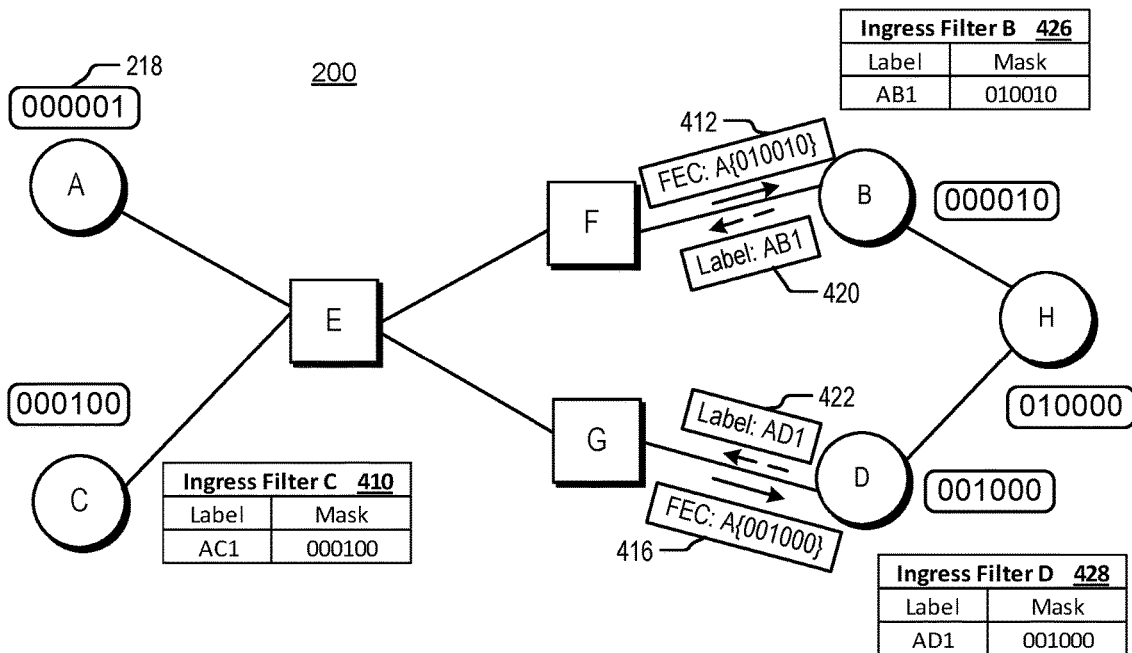 218
200
000001
A
Ingress Filter B 426
Label Mask
AB1 010010
412
FEC: A{010010}
F
B
000010
Label: AB1
420
E
H
010000
000100
C
Ingress Filter C 410
Label Mask
AC1 000100
422
Label: AD1
G
D
001000
FEC: A{001000}
416
Ingress Filter D 428
Label Mask
AD1 001000